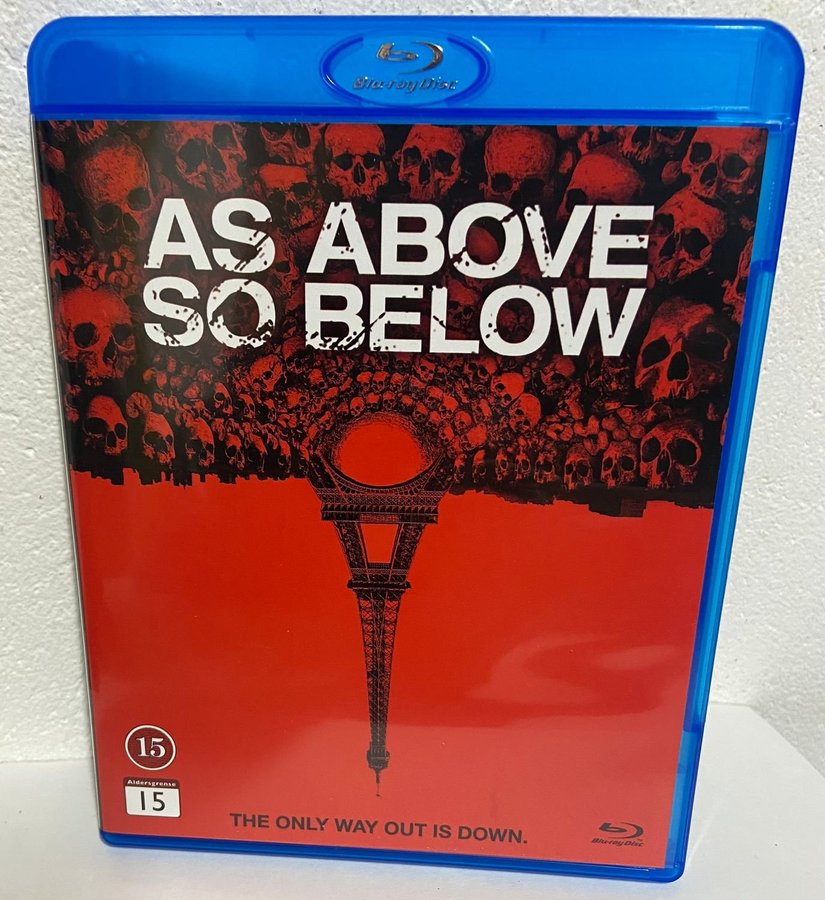 Blu-ray Disc
AS ABOVE
SO BELOW
15
Aldersgrense
15
THE ONLY WAY OUT IS DOWN.
Blu-ray Disc